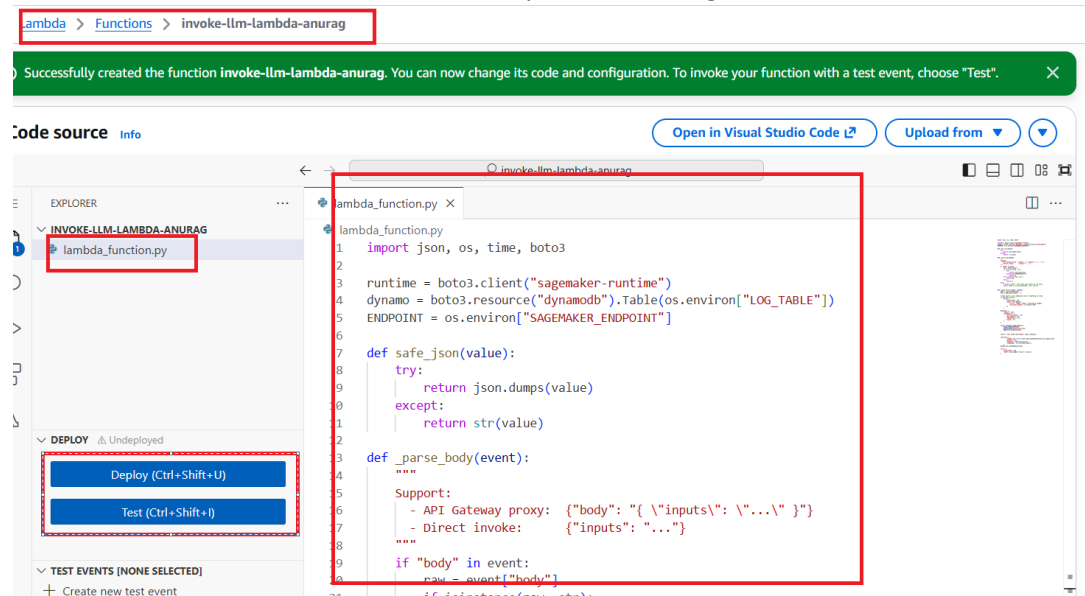 Lambda > Functions > invoke-llm-lambda-anurag
Successfully created the function invoke-llm-lambda-anurag. You can now change its code and configuration. To invoke your function with a test event, choose "Test".
Code source Info
Open in Visual Studio Code
Upload from
invoke-llm-lambda-anurag
EXPLORER
lambda_function.py
INVOKE-LLM-LAMBDA-ANURAG
lambda_function.py
DEPLOY Undeployed
Deploy (Ctrl+Shift+U)
Test (Ctrl+Shift+I)
TEST EVENTS [NONE SELECTED]
Create new test event
lambda_function.py
1 import json, os, time, boto3
2
3 runtime = boto3.client("sagemaker-runtime")
4 dynamo = boto3.resource("dynamodb").Table(os.environ["LOG_TABLE"])
5 ENDPOINT = os.environ["SAGEMAKER_ENDPOINT"]
6
7 def safe_json(value):
8 try:
9 return json.dumps(value)
10 except:
11 return str(value)
12
13 def _parse_body(event):
14 """
15 Support:
16 - API Gateway proxy: {"body": "{ \"inputs\": \"...\" }"}
17 - Direct invoke: {"inputs": "..."}
18 """
19 if "body" in event:
20 raw = event["body"]
21 if isinstance(raw, str):